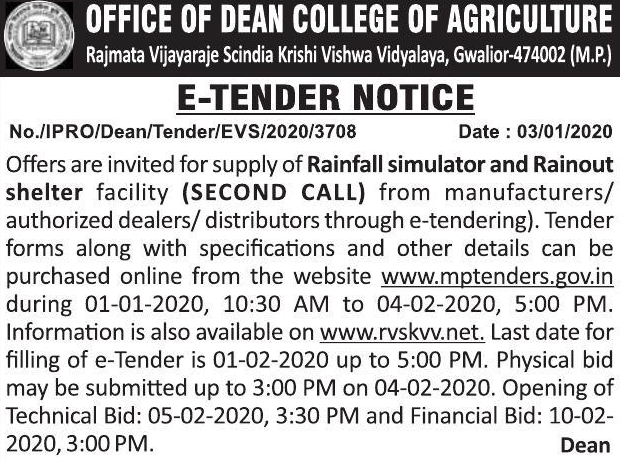 OFFICE OF DEAN COLLEGE OF AGRICULTURE
Rajmata Vijayaraje Scindia Krishi Vishwa Vidyalaya, Gwalior-474002 (M.P.)
E-TENDER NOTICE
No./IPRO/Dean/Tender/EVS/2020/3708 Date : 03/01/2020
Offers are invited for supply of Rainfall simulator and Rainout
shelter facility (SECOND CALL) from manufacturers/
authorized dealers/ distributors through e-tendering). Tender
forms along with specifications and other details can be
purchased online from the website www.mptenders.gov.in
during 01-01-2020, 10:30 AM to 04-02-2020, 5:00 PM.
Information is also available on www.rvskvv.net. Last date for
filling of e-Tender is 01-02-2020 up to 5:00 PM. Physical bid
may be submitted up to 3:00 PM on 04-02-2020. Opening of
Technical Bid: 05-02-2020, 3:30 PM and Financial Bid: 10-02-
2020, 3:00 PM. Dean